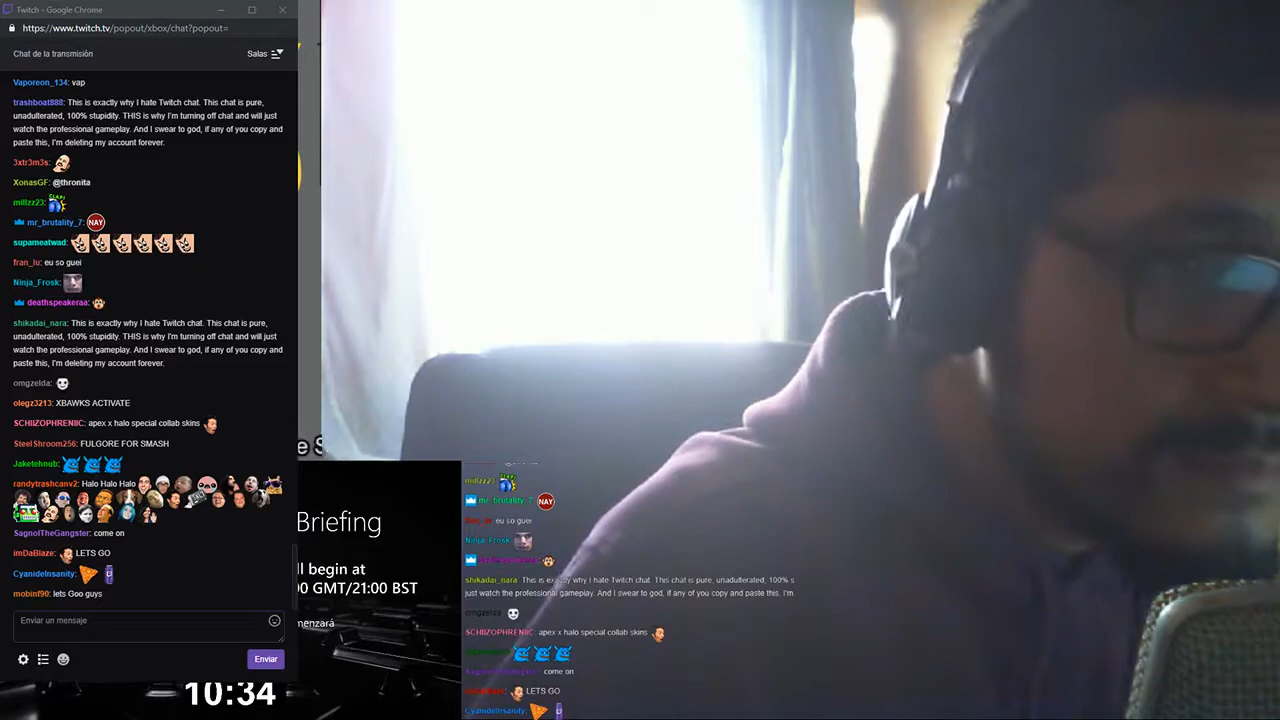 Twitch - Google Chrome
https://www.twitch.tv/popout/xbox/chat?popout=
Chat de la transmisión
Salas
Vaporeon_134: vap
trashboat888: This is exactly why I hate Twitch chat. This chat is pure,
unadulterated, 100% stupidity. THIS is why I'm turning off chat and will just
watch the professional gameplay. And I swear to god, if any of you copy and
paste this, I'm deleting my account forever.
3xtr3m3s:
XonasGF: @thronita
millzz23:
mr_brutality_7: NAY
supameatwad:
fran_lu: eu so guei
Ninja_Frosk:
deathspeakeraa:
shikadai_nara: This is exactly why I hate Twitch chat. This chat is pure,
unadulterated, 100% stupidity. THIS is why I'm turning off chat and will just
watch the professional gameplay. And I swear to god, if any of you copy and
paste this, I'm deleting my account forever.
omgzelda:
olegz3213: XBAWKS ACTIVATE
SCHIIZOPHRENIIC: apex x halo special collab skins
SteelShroom256: FULGORE FOR SMASH
Jaketehnub:
randytrashcanv2: Halo Halo Halo
SagnolTheGangster: come on
imDaBlaze: LETS GO
CyanideInsanity:
mobinf90: lets Goo guys
Enviar un mensaje
Enviar
10:34
e S
Briefing
ll begin at
00 GMT/21:00 BST
menzará
millzz23:
mr_brutality_7: NAY
eu so guei
Ninja_Frosk:
shikadai_nara: This is exactly why I hate Twitch chat. This chat is pure, unadulterated, 100% s
just watch the professional gameplay. And I swear to god, if any of you copy and paste this, I'm
omgzelda:
SCHIIZOPHRENIIC: apex x halo special collab skins
come on
imDaBlaze: LETS GO
CyanideInsanity: